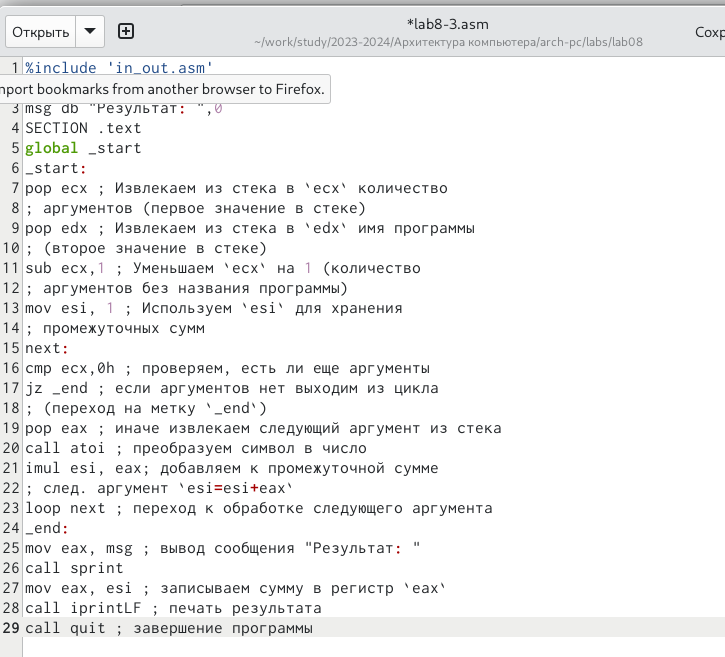 Открыть
*lab8-3.asm
~/work/study/2023-2024/Архитектура компьютера/arch-pc/labs/lab08
1 %include 'in_out.asm'
Import bookmarks from another browser to Firefox.
3 msg db "Результат: ",0
4 SECTION .text
5 global _start
6 _start:
7 pop ecx ; Извлекаем из стека в `ecx` количество
8 ; аргументов (первое значение в стеке)
9 pop edx ; Извлекаем из стека в `edx` имя программы
10 ; (второе значение в стеке)
11 sub ecx,1 ; Уменьшаем `ecx` на 1 (количество
12 ; аргументов без названия программы)
13 mov esi, 1 ; Используем `esi` для хранения
14 ; промежуточных сумм
15 next:
16 cmp ecx,0h ; проверяем, есть ли еще аргументы
17 jz _end ; если аргументов нет выходим из цикла
18 ; (переход на метку `_end`)
19 pop eax ; иначе извлекаем следующий аргумент из стека
20 call atoi ; преобразуем символ в число
21 imul esi, eax; добавляем к промежуточной сумме
22 ; след. аргумент `esi=esi+eax`
23 loop next ; переход к обработке следующего аргумента
24 _end:
25 mov eax, msg ; вывод сообщения "Результат: "
26 call sprint
27 mov eax, esi ; записываем сумму в регистр `eax`
28 call iprintLF ; печать результата
29 call quit ; завершение программы